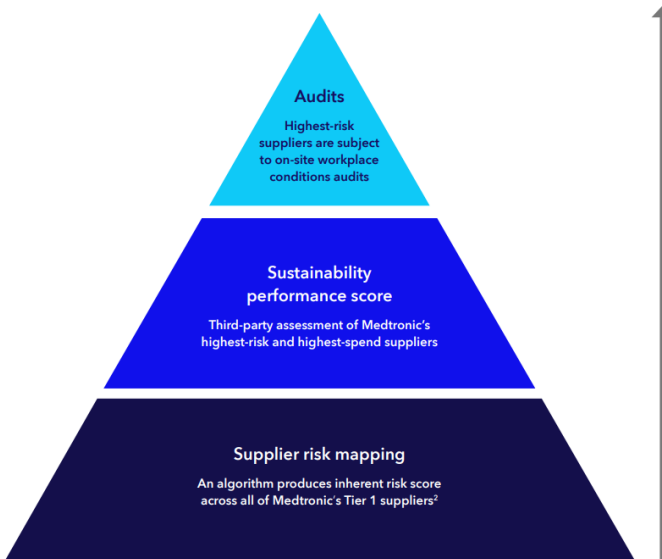 Audits
Highest-risk
suppliers are subject
to on-site workplace
conditions audits
Sustainability
performance score
Third-party assessment of Medtronic's
highest-risk and highest-spend suppliers
Supplier risk mapping
An algorithm produces inherent risk score
across all of Medtronic's Tier 1 suppliers²